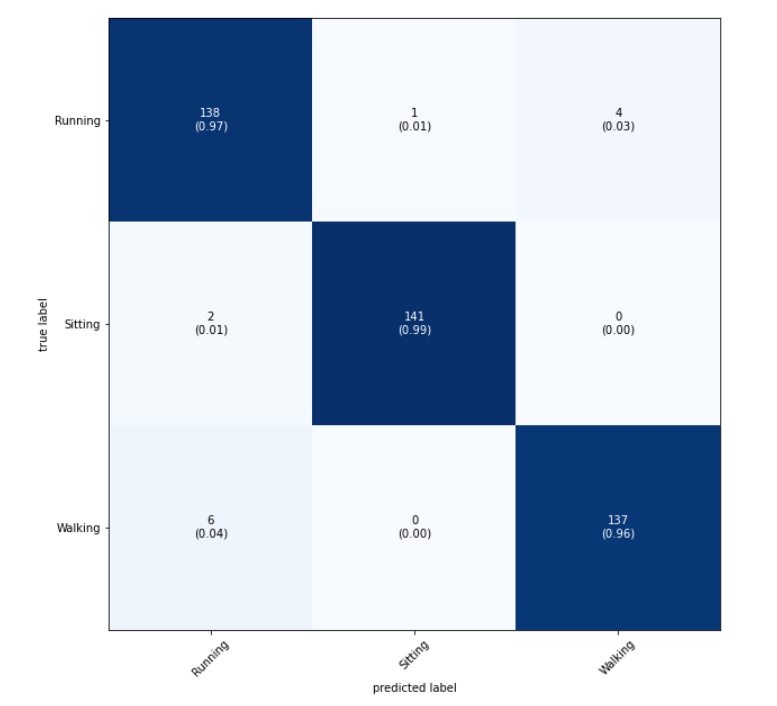 Running
138
(0.97)
1
(0.01)
4
(0.03)
Sitting
2
(0.01)
141
(0.99)
0
(0.00)
Walking
6
(0.04)
0
(0.00)
137
(0.96)
true label
Running
Sitting
Walking
predicted label